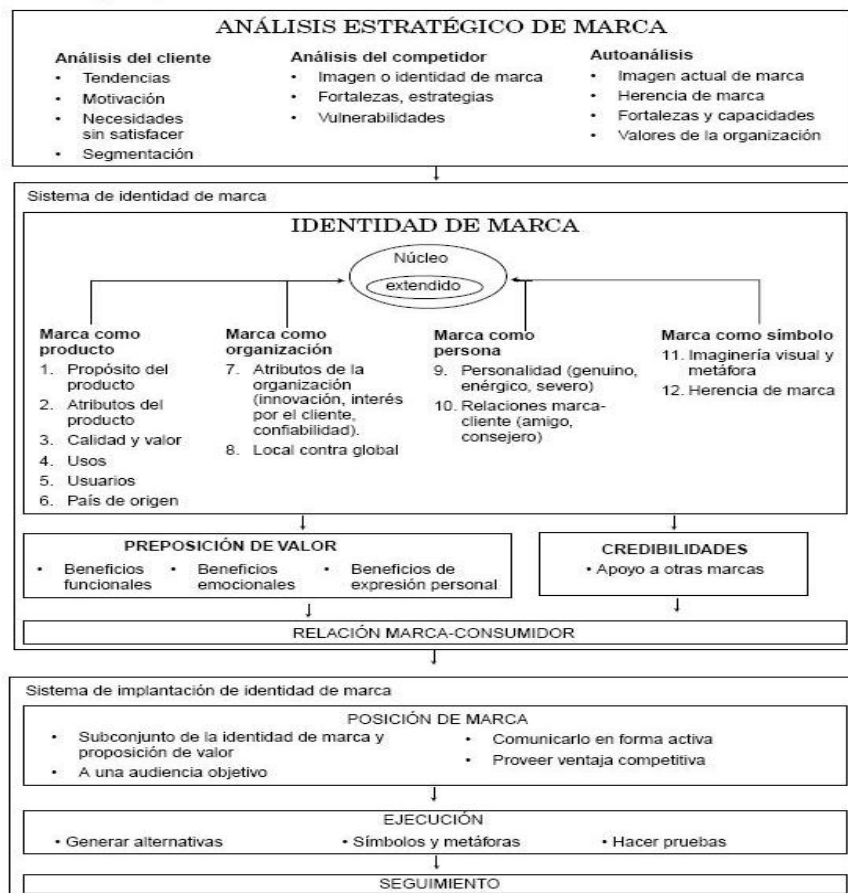 ANÁLISIS ESTRATÉGICO DE MARCA
Análisis del cliente
• Tendencias
• Motivación
• Necesidades
sin satisfacer
• Segmentación
Análisis del competidor
• Imagen o identidad de marca
• Fortalezas, estrategias
• Vulnerabilidades
Autoanálisis
• Imagen actual de marca
• Herencia de marca
• Fortalezas y capacidades
• Valores de la organización
Sistema de identidad de marca
IDENTIDAD DE MARCA
Núcleo
extendido
Marca como
producto
1. Propósito del
producto
2. Atributos del
producto
3. Calidad y valor
4. Usos
5. Usuarios
6. País de origen
Marca como
organización
7. Atributos de la
organización
(innovación, interés
por el cliente,
confiabilidad).
8. Local contra global
Marca como
persona
9. Personalidad (genuino,
enérgico, severo)
10. Relaciones marca-
cliente (amigo,
consejero)
Marca como símbolo
11. Imaginería visual y
metáfora
12. Herencia de marca
PREPOSICIÓN DE VALOR
• Beneficios
funcionales
• Beneficios
emocionales
• Beneficios de
expresión personal
CREDIBILIDADES
• Apoyo a otras marcas
RELACIÓN MARCA-CONSUMIDOR
Sistema de implantación de identidad de marca
POSICIÓN DE MARCA
• Subconjunto de la identidad de marca y
proposición de valor
• A una audiencia objetivo
• Comunicarlo en forma activa
• Proveer ventaja competitiva
EJECUCIÓN
• Generar alternativas
• Símbolos y metáforas
• Hacer pruebas
SEGUIMIENTO